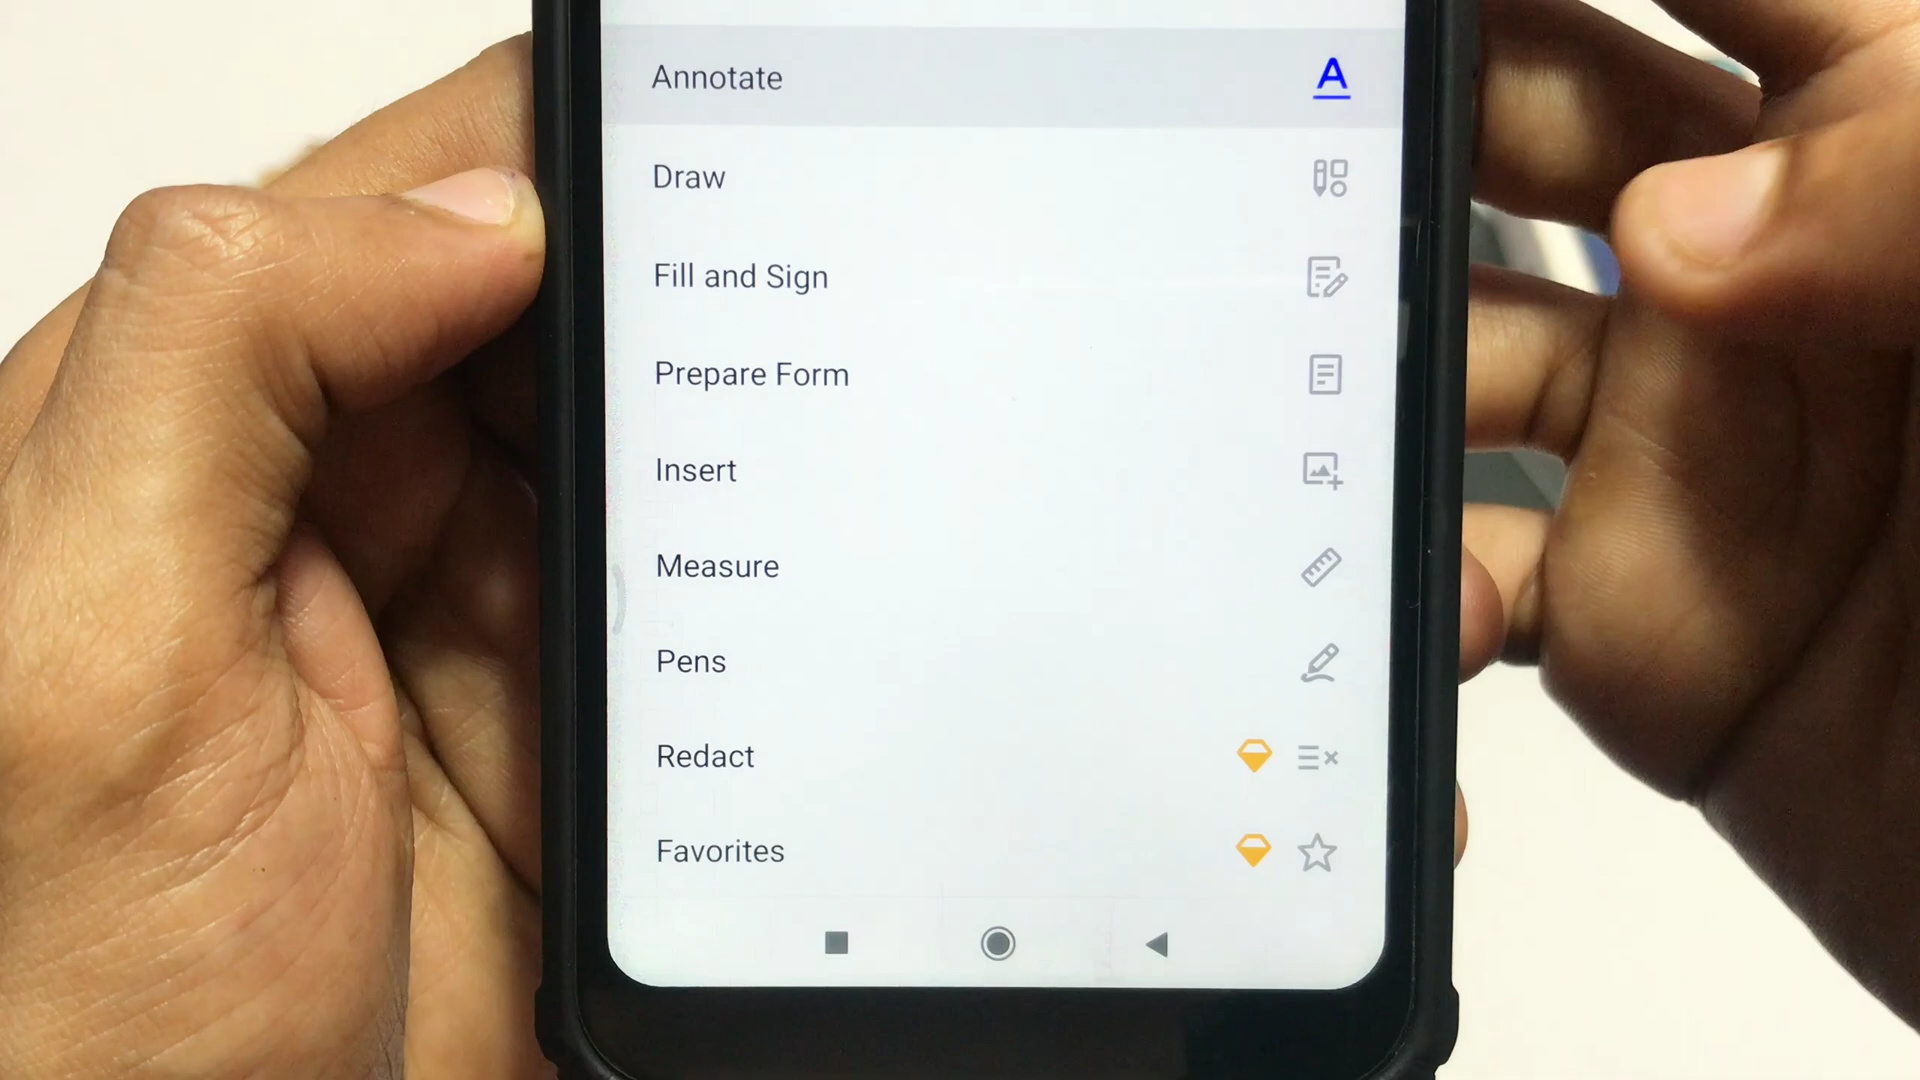 Annotate
Draw
Fill and Sign
Prepare Form
Insert
Measure
Pens
Redact
Favorites